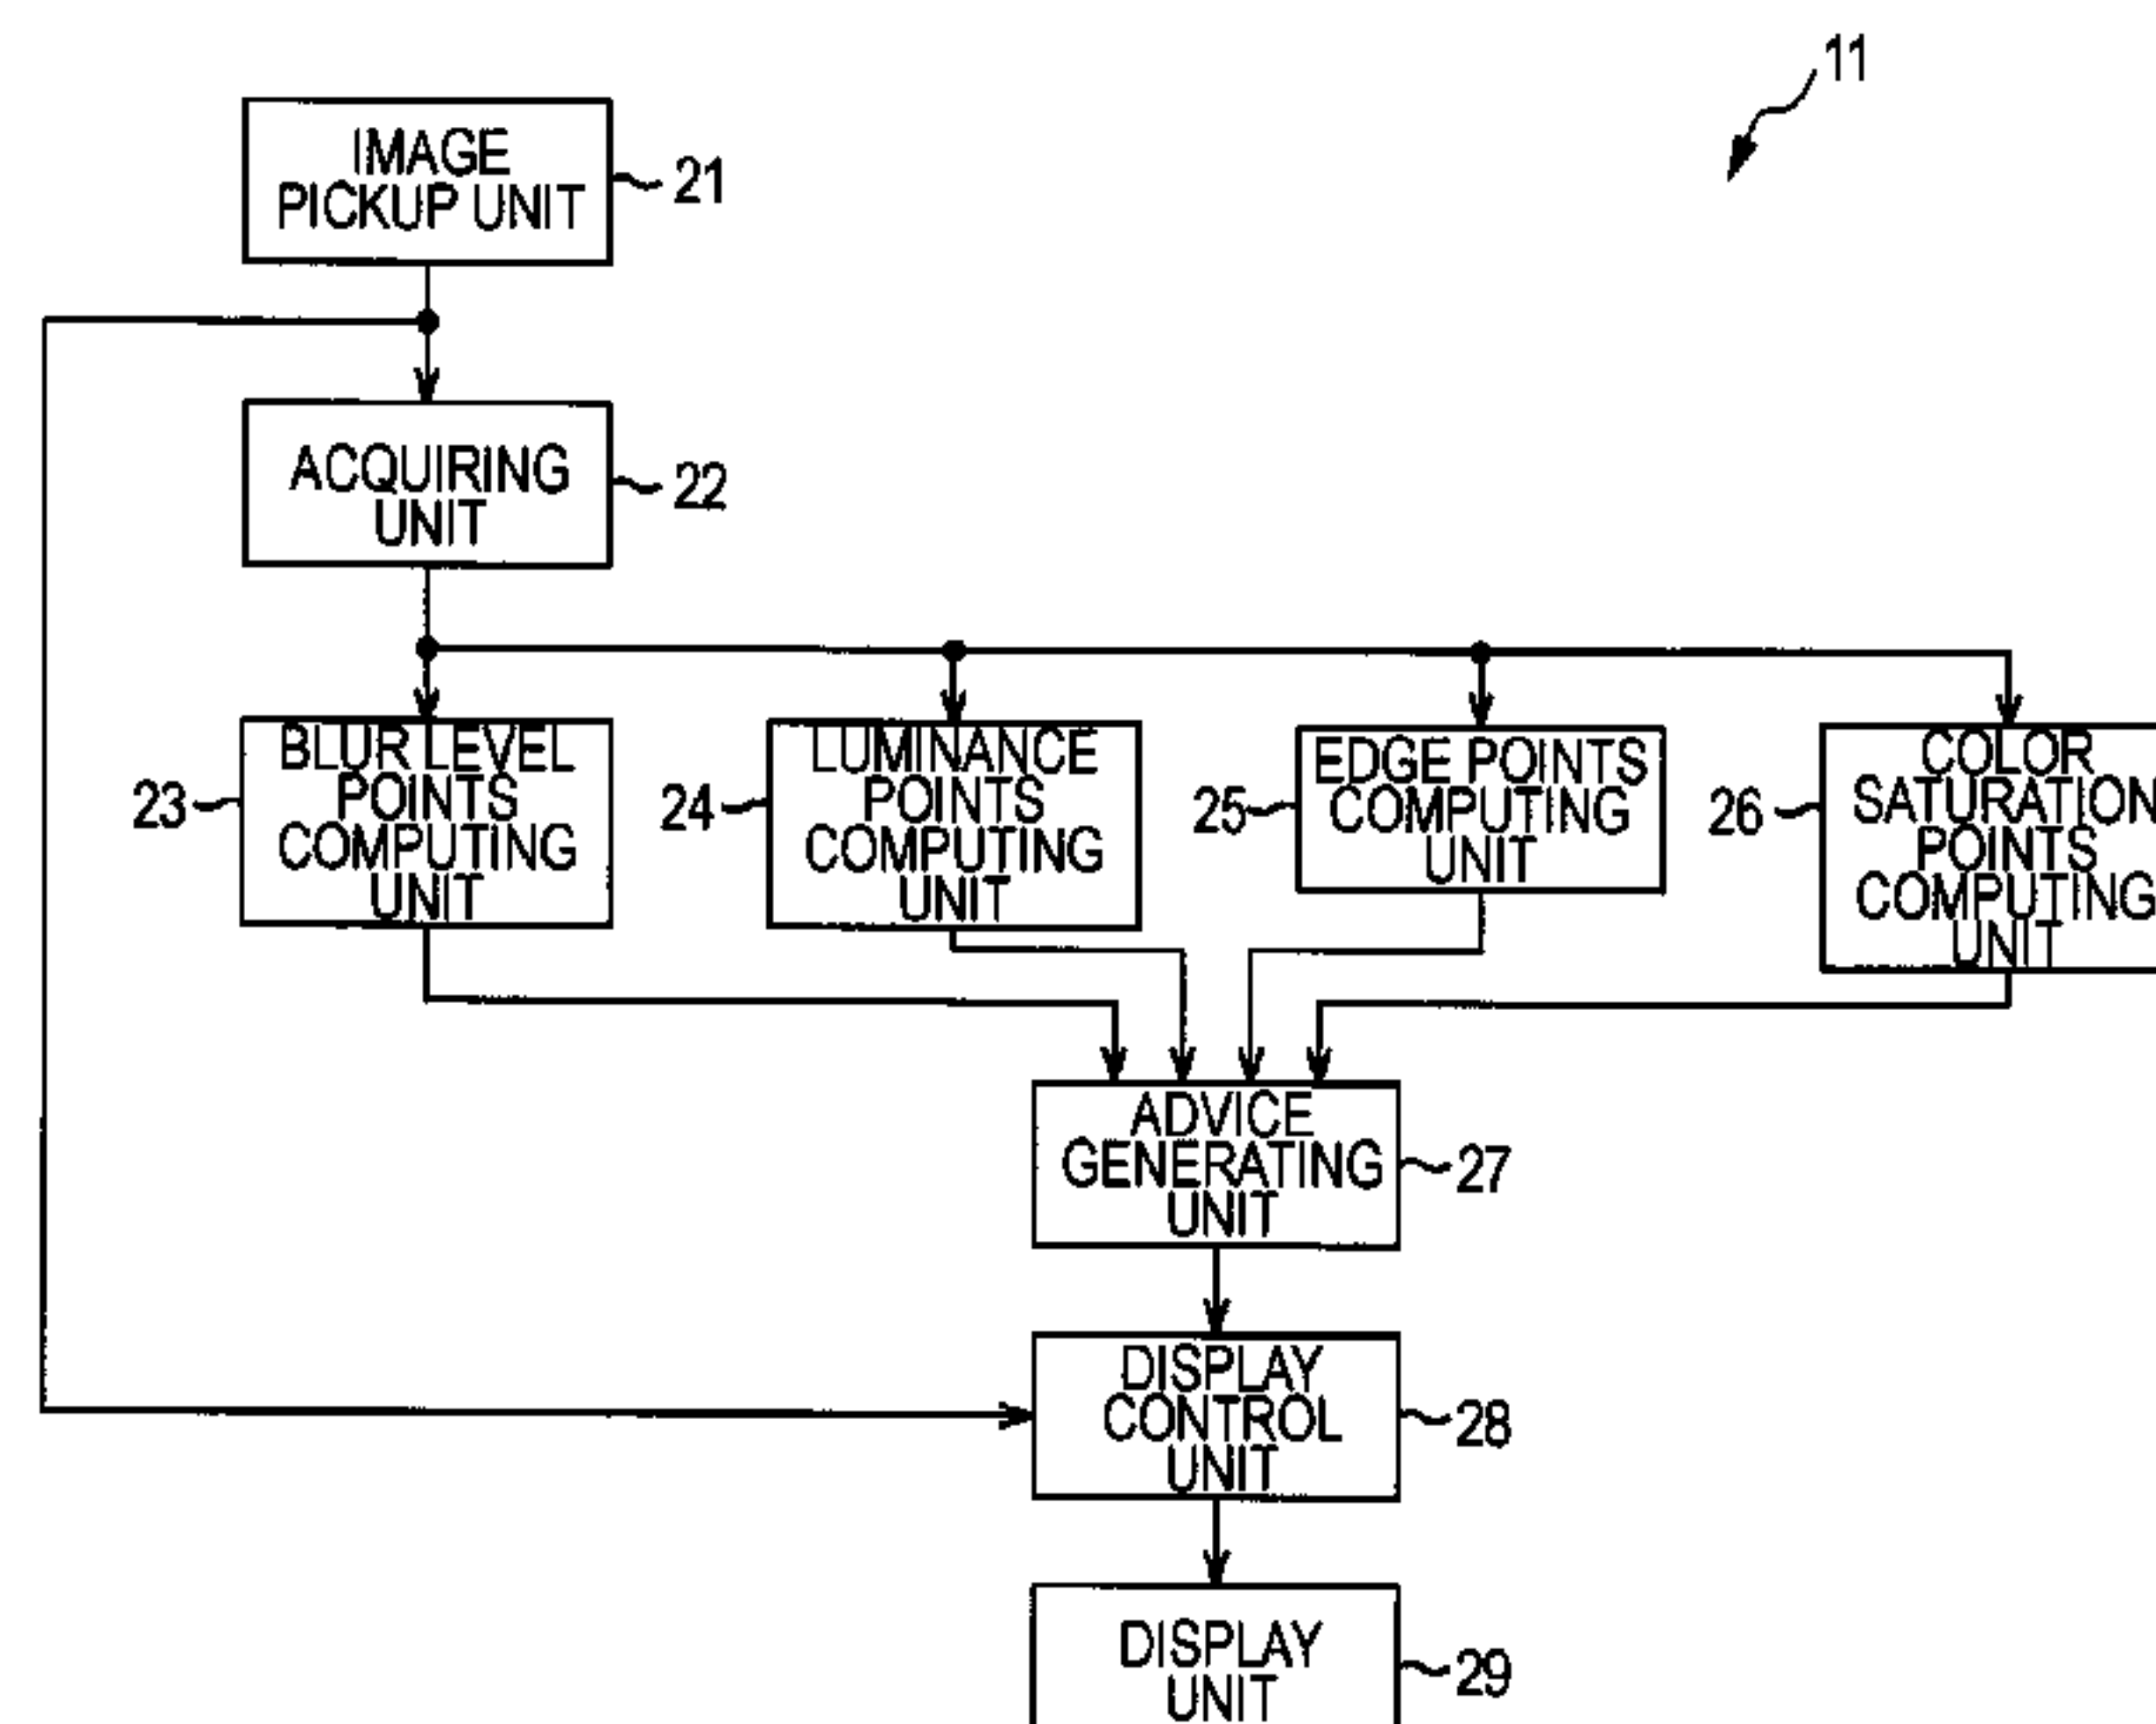 11
IMAGE
PICKUP UNIT
21
ACQUIRING
UNIT
22
23
BLUR LEVEL
POINTS
COMPUTING
UNIT
24
LUMINANCE
POINTS
COMPUTING
UNIT
25
EDGE POINTS
COMPUTING
UNIT
26
COLOR
SATURATION
POINTS
COMPUTING
UNIT
ADVICE
GENERATING
UNIT
27
DISPLAY
CONTROL
UNIT
28
DISPLAY
UNIT
29